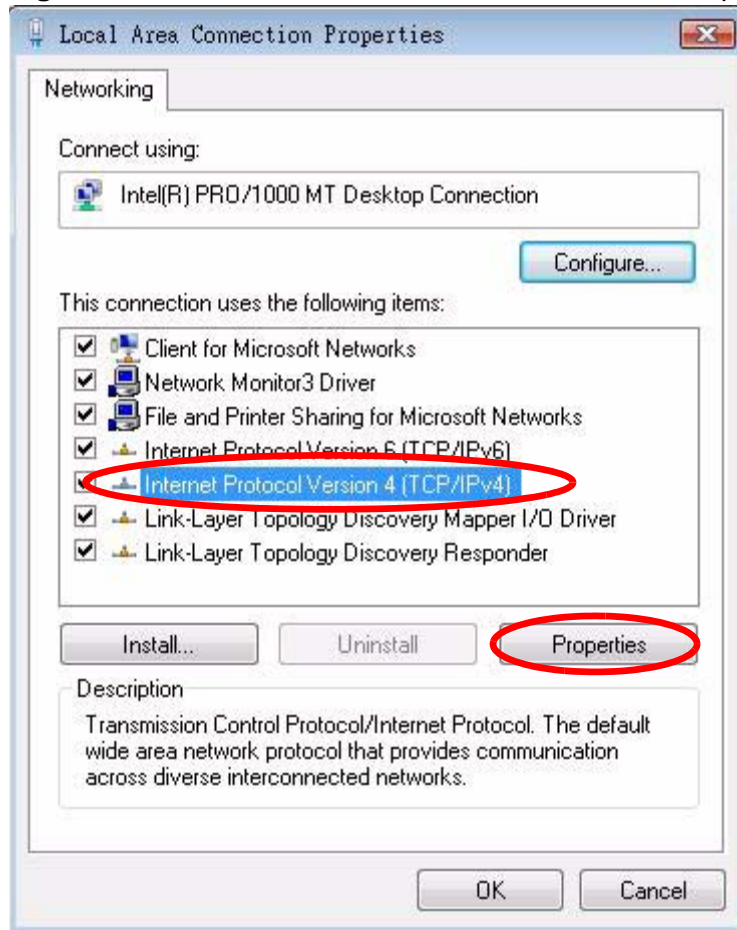 Local Area Connection Properties
Networking
Connect using:
Intel(R) PRO/1000 MT Desktop Connection
Configure...
This connection uses the following items:
Client for Microsoft Networks
Network Monitor3 Driver
File and Printer Sharing for Microsoft Networks
Internet Protocol Version 6 (TCP/IPv6)
Internet Protocol Version 4 (TCP/IPv4)
Link-Layer Topology Discovery Mapper I/O Driver
Link-Layer Topology Discovery Responder
Install... Uninstall Properties
Description
Transmission Control Protocol/Internet Protocol. The default
wide area network protocol that provides communication
across diverse interconnected networks.
OK Cancel